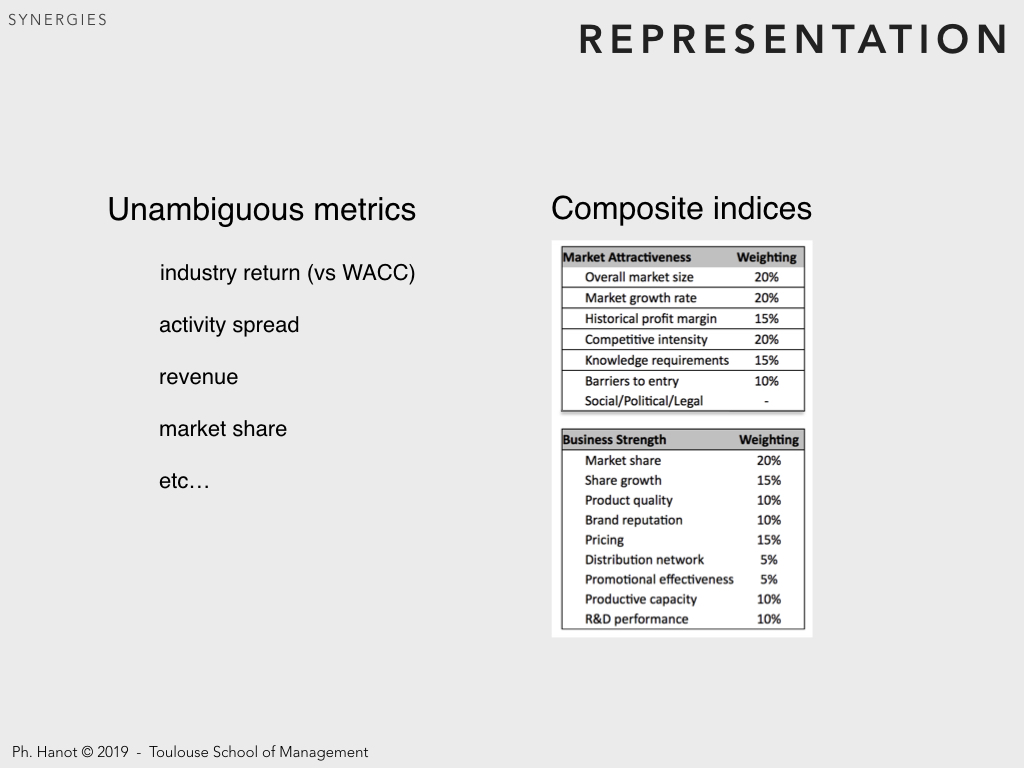 SYNERGIES
REPRESENTATION
Unambiguous metrics
industry return (vs WACC)
activity spread
revenue
market share
etc…
Composite indices
Market Attractiveness Weighting
Overall market size 20%
Market growth rate 20%
Historical profit margin 15%
Competitive intensity 20%
Knowledge requirements 15%
Barriers to entry 10%
Social/Political/Legal -
Business Strength Weighting
Market share 20%
Share growth 15%
Product quality 10%
Brand reputation 10%
Pricing 15%
Distribution network 5%
Promotional effectiveness 5%
Productive capacity 10%
R&D performance 10%
Ph. Hanot © 2019 - Toulouse School of Management